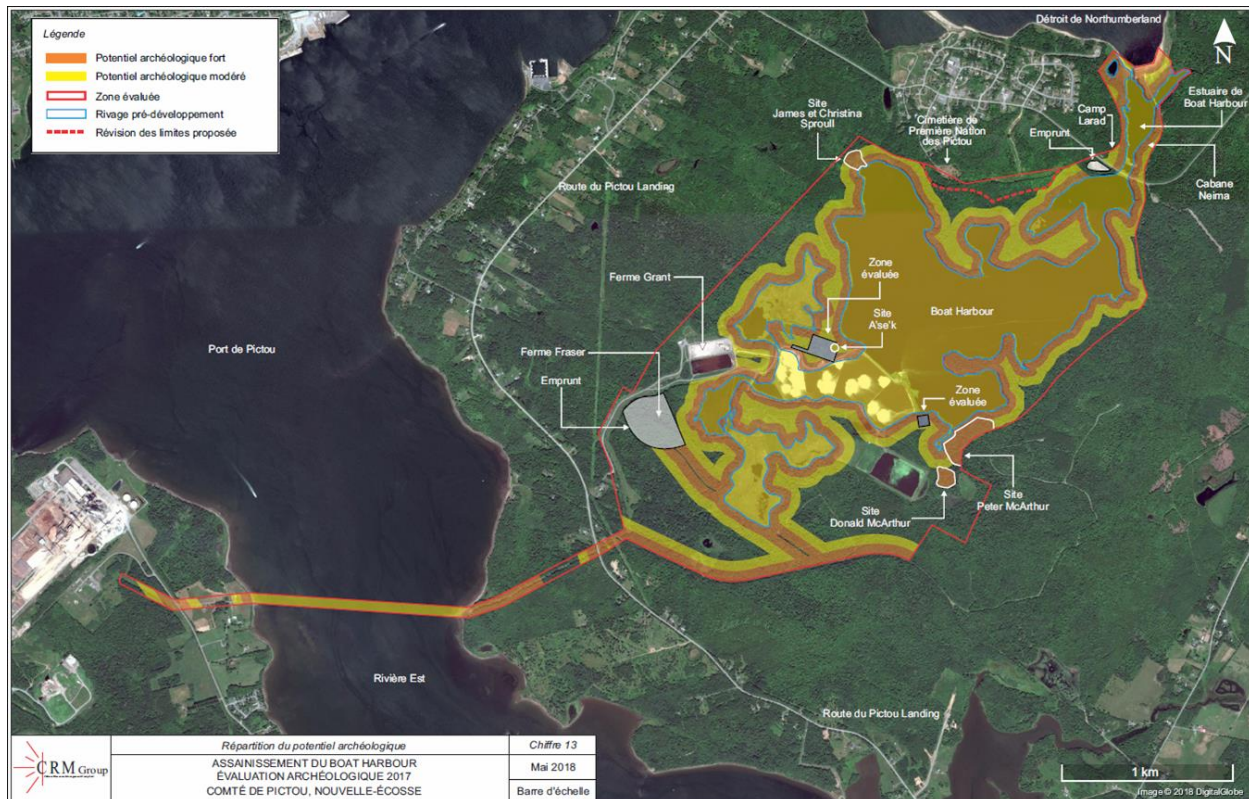 Légende
Potentiel archéologique fort
Potentiel archéologique modéré
Zone évaluée
Rivage pré-développement
Révision des limites proposée
Détroit de Northumberland
N
Estuaire de
Boat Harbour
Camp
Larad
Emprunt
Cabane
Neima
Site
James et Christina
Sproull
Cimetière de
Première Nation
des Pictou
Route du Pictou Landing
Zone
évaluée
Site
A'se'k
Boat Harbour
Ferme Grant
Ferme Fraser
Emprunt
Port de Pictou
Zone
évaluée
Site
Peter McArthur
Site
Donald McArthur
Rivière Est
Route du Pictou Landing
1 km
Image © 2018 DigitalGlobe
CRM Group
Répartition du potentiel archéologique
ASSAINISSEMENT DU BOAT HARBOUR
ÉVALUATION ARCHÉOLOGIQUE 2017
COMTÉ DE PICTOU, NOUVELLE-ÉCOSSE
Chiffre 13
Mai 2018
Barre d'échelle